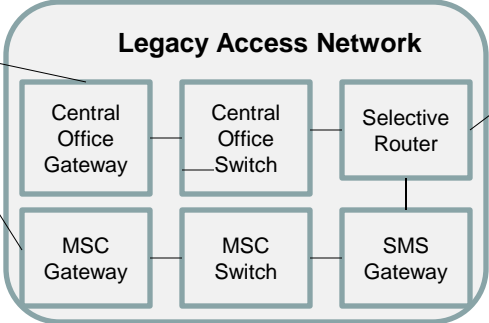 Legacy Access Network
Central
Office
Gateway
Central
Office
Switch
Selective
Router
MSC
Gateway
MSC
Switch
SMS
Gateway